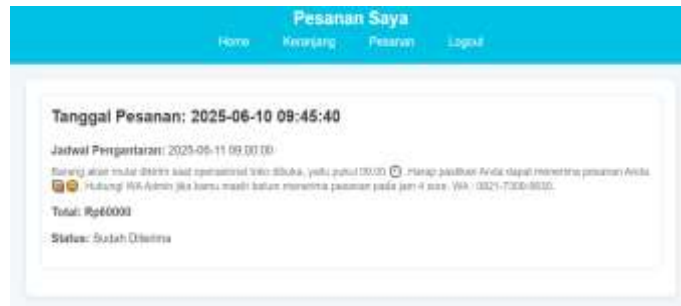 Pesanan Saya
Home Keranjang Pesanan Logout
Tanggal Pesanan: 2025-06-10 09:45:40
Jadwal Pengantaran: 2025-06-11 09:00:00
Barang akan mulai dikirim saat operasional toko dibuka, yaitu pukul 09.00 🕘. Harap pastikan Anda dapat menerima pesanan Anda
Hubungi WA Admin jika kamu masih belum menerima pesanan pada jam 4 sore. WA :
Total: Rp60000
Status: Sudah Diterima